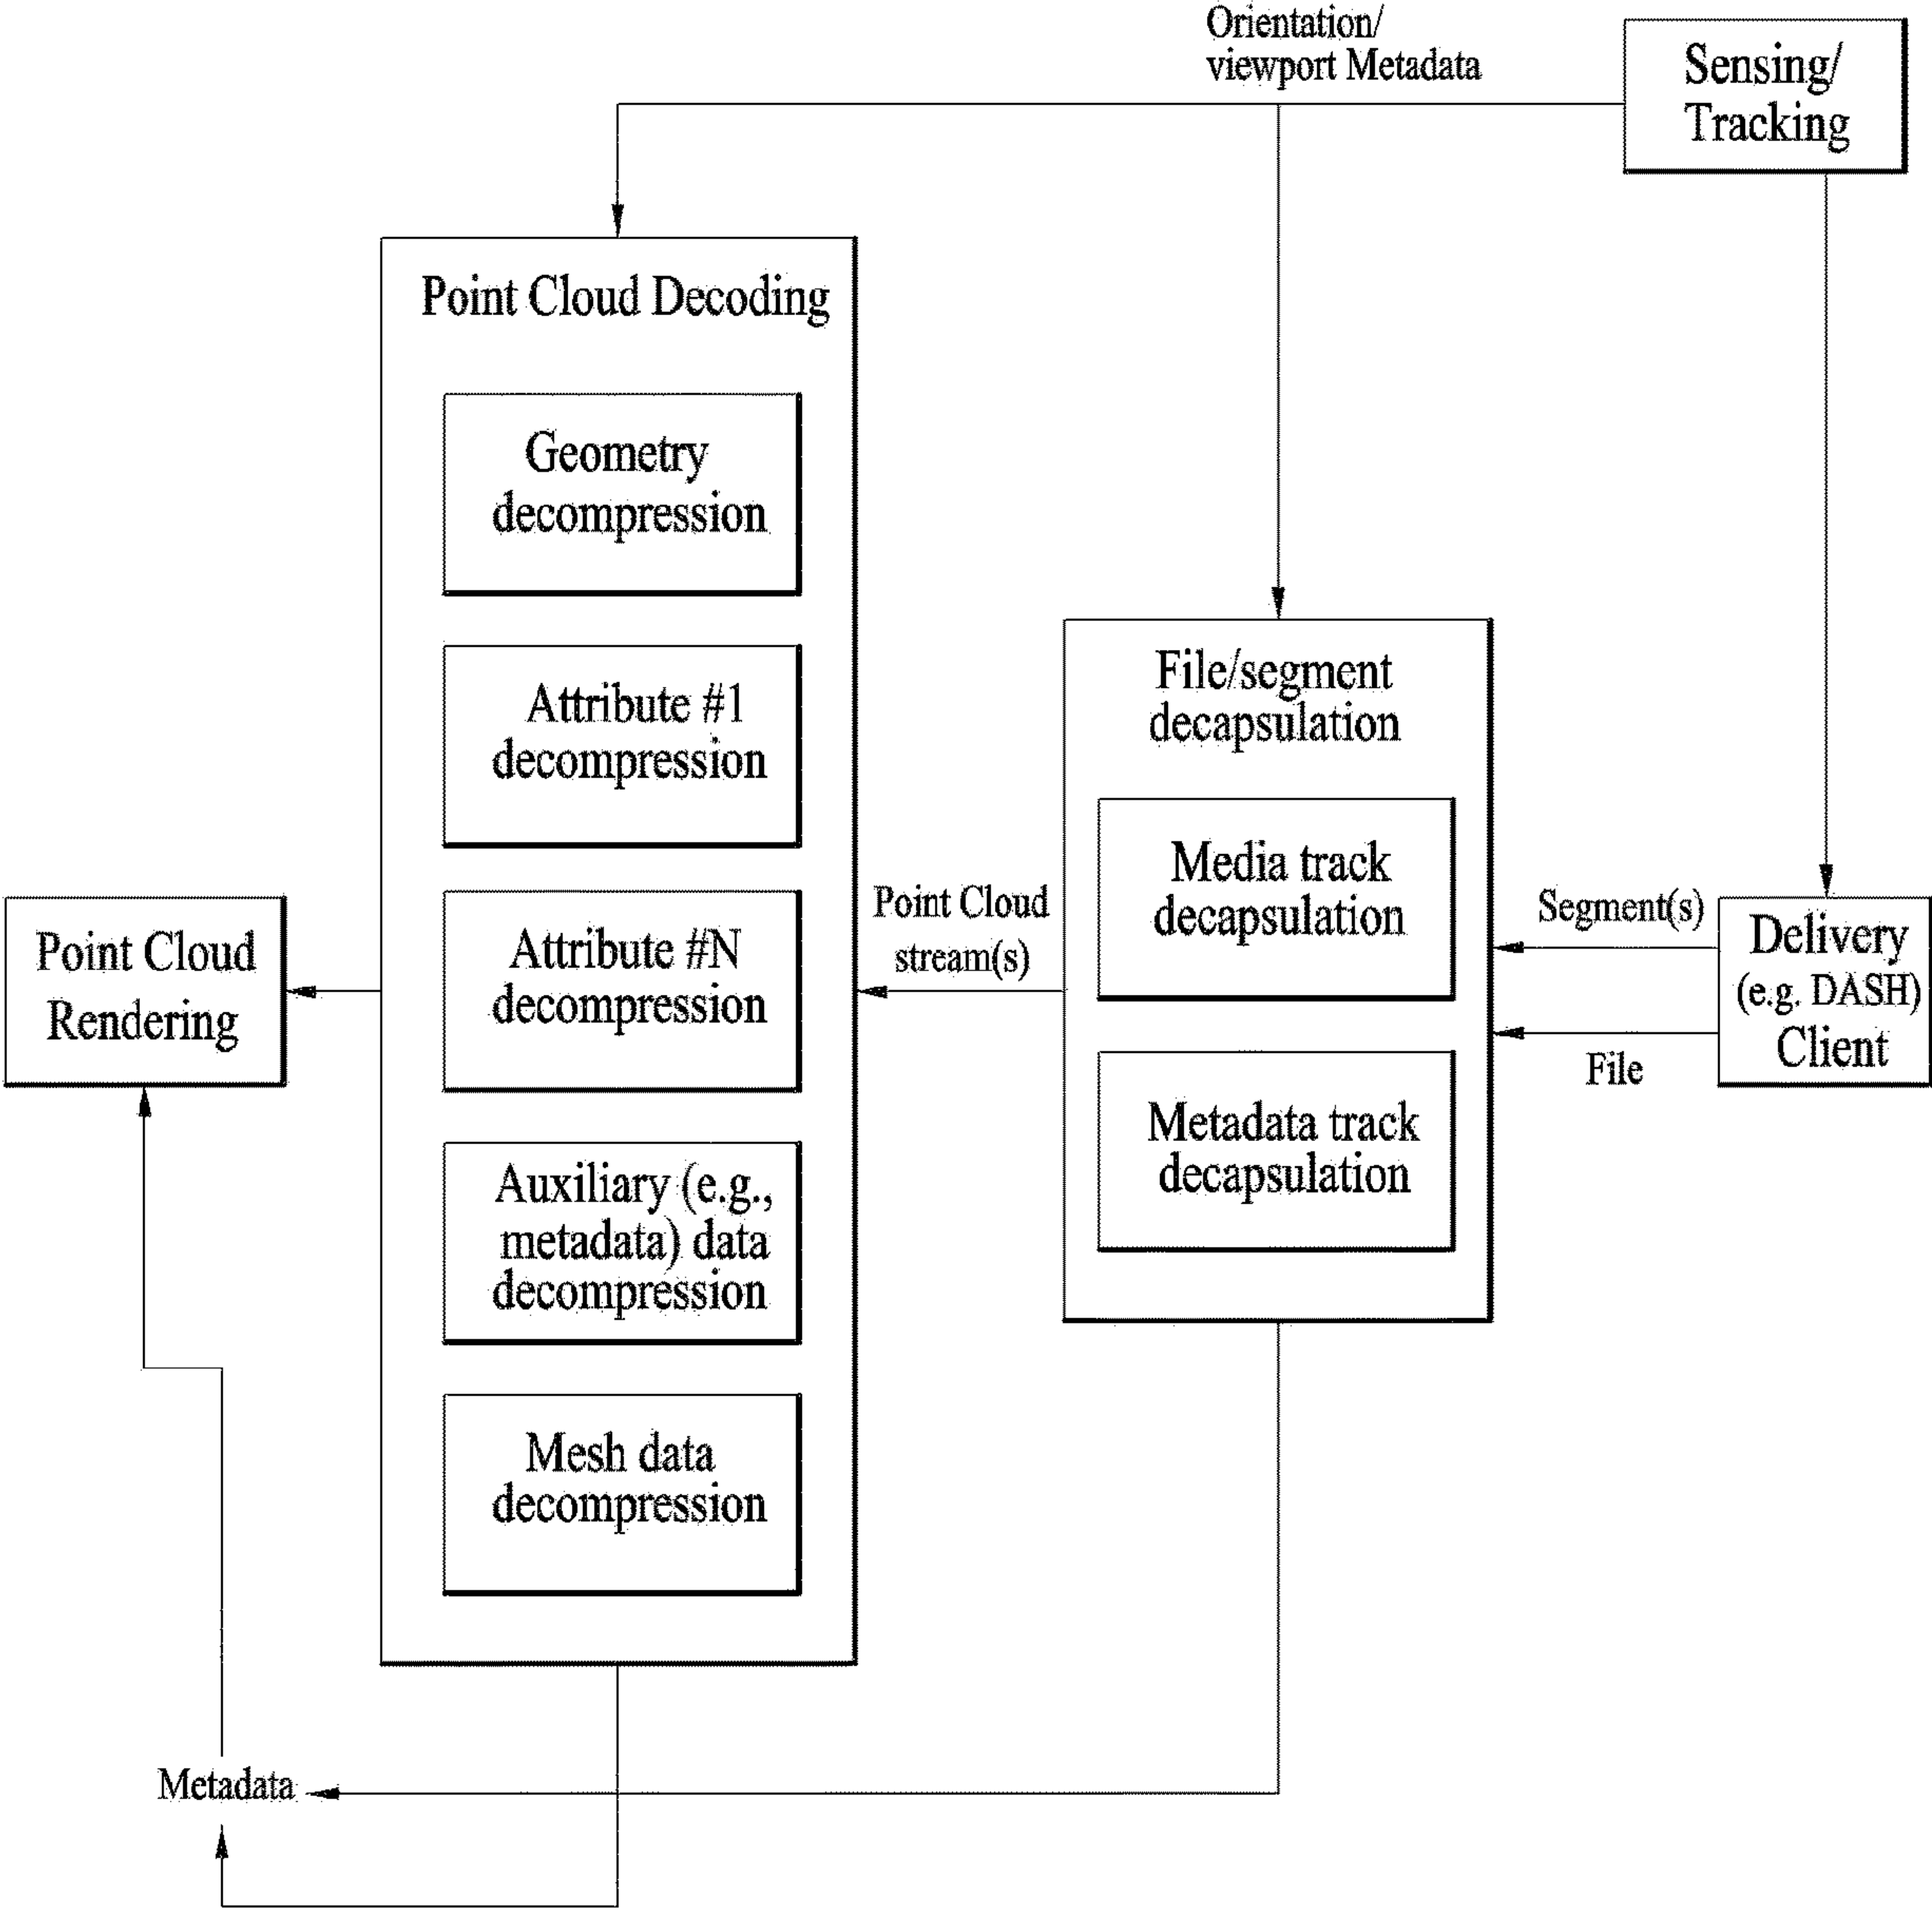 Orientation/
viewport Metadata
Sensing/
Tracking
Point Cloud Decoding
Geometry
decompression
Attribute #1
decompression
Attribute #N
decompression
Auxiliary (e.g.,
metadata) data
decompression
Mesh data
decompression
File/segment
decapsulation
Media track
decapsulation
Metadata track
decapsulation
Point Cloud
stream(s)
Segment(s)
File
Delivery
(e.g. DASH)
Client
Point Cloud
Rendering
Metadata